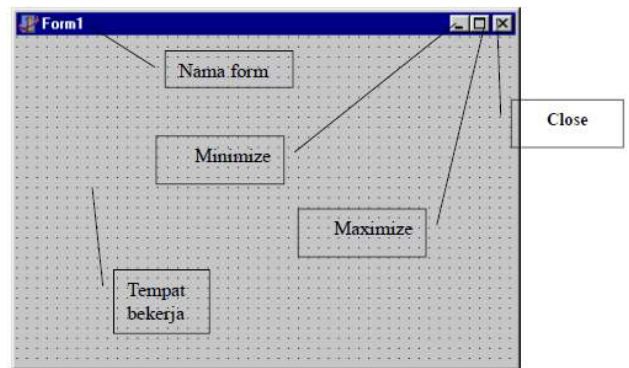 Form1
Nama form
Close
Minimize
Maximize
Tempat
bekerja